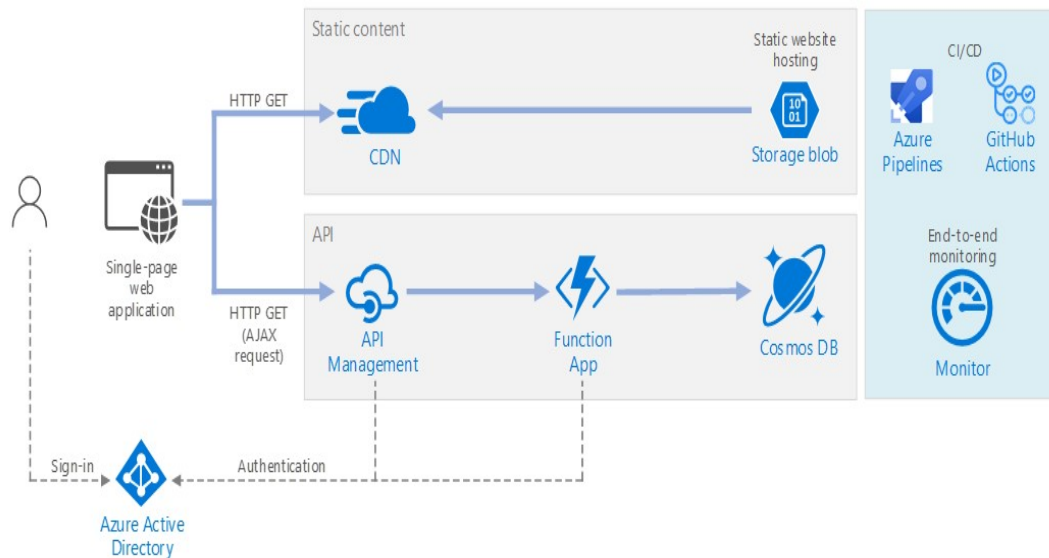 Static content
Static website
hosting
HTTP GET
CDN
10
01
Storage blob
CI/CD
Azure
Pipelines
GitHub
Actions
Single-page
web
application
API
HTTP GET
(AJAX
request)
API
Management
Function
App
Cosmos DB
End-to-end
monitoring
Monitor
Sign-in
Authentication
Azure Active
Directory